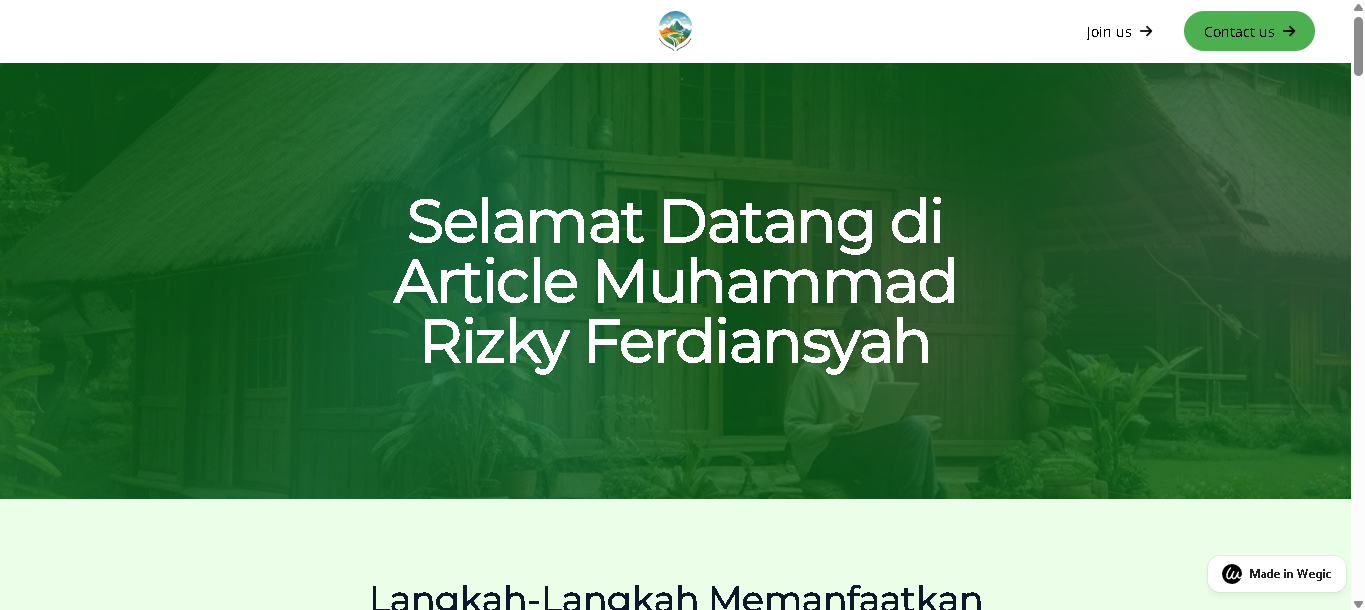 Join us
Contact us
Selamat Datang di
Article Muhammad
Rizky Ferdiansyah
Langkah-Langkah Memanfaatkan
Made in Wegic